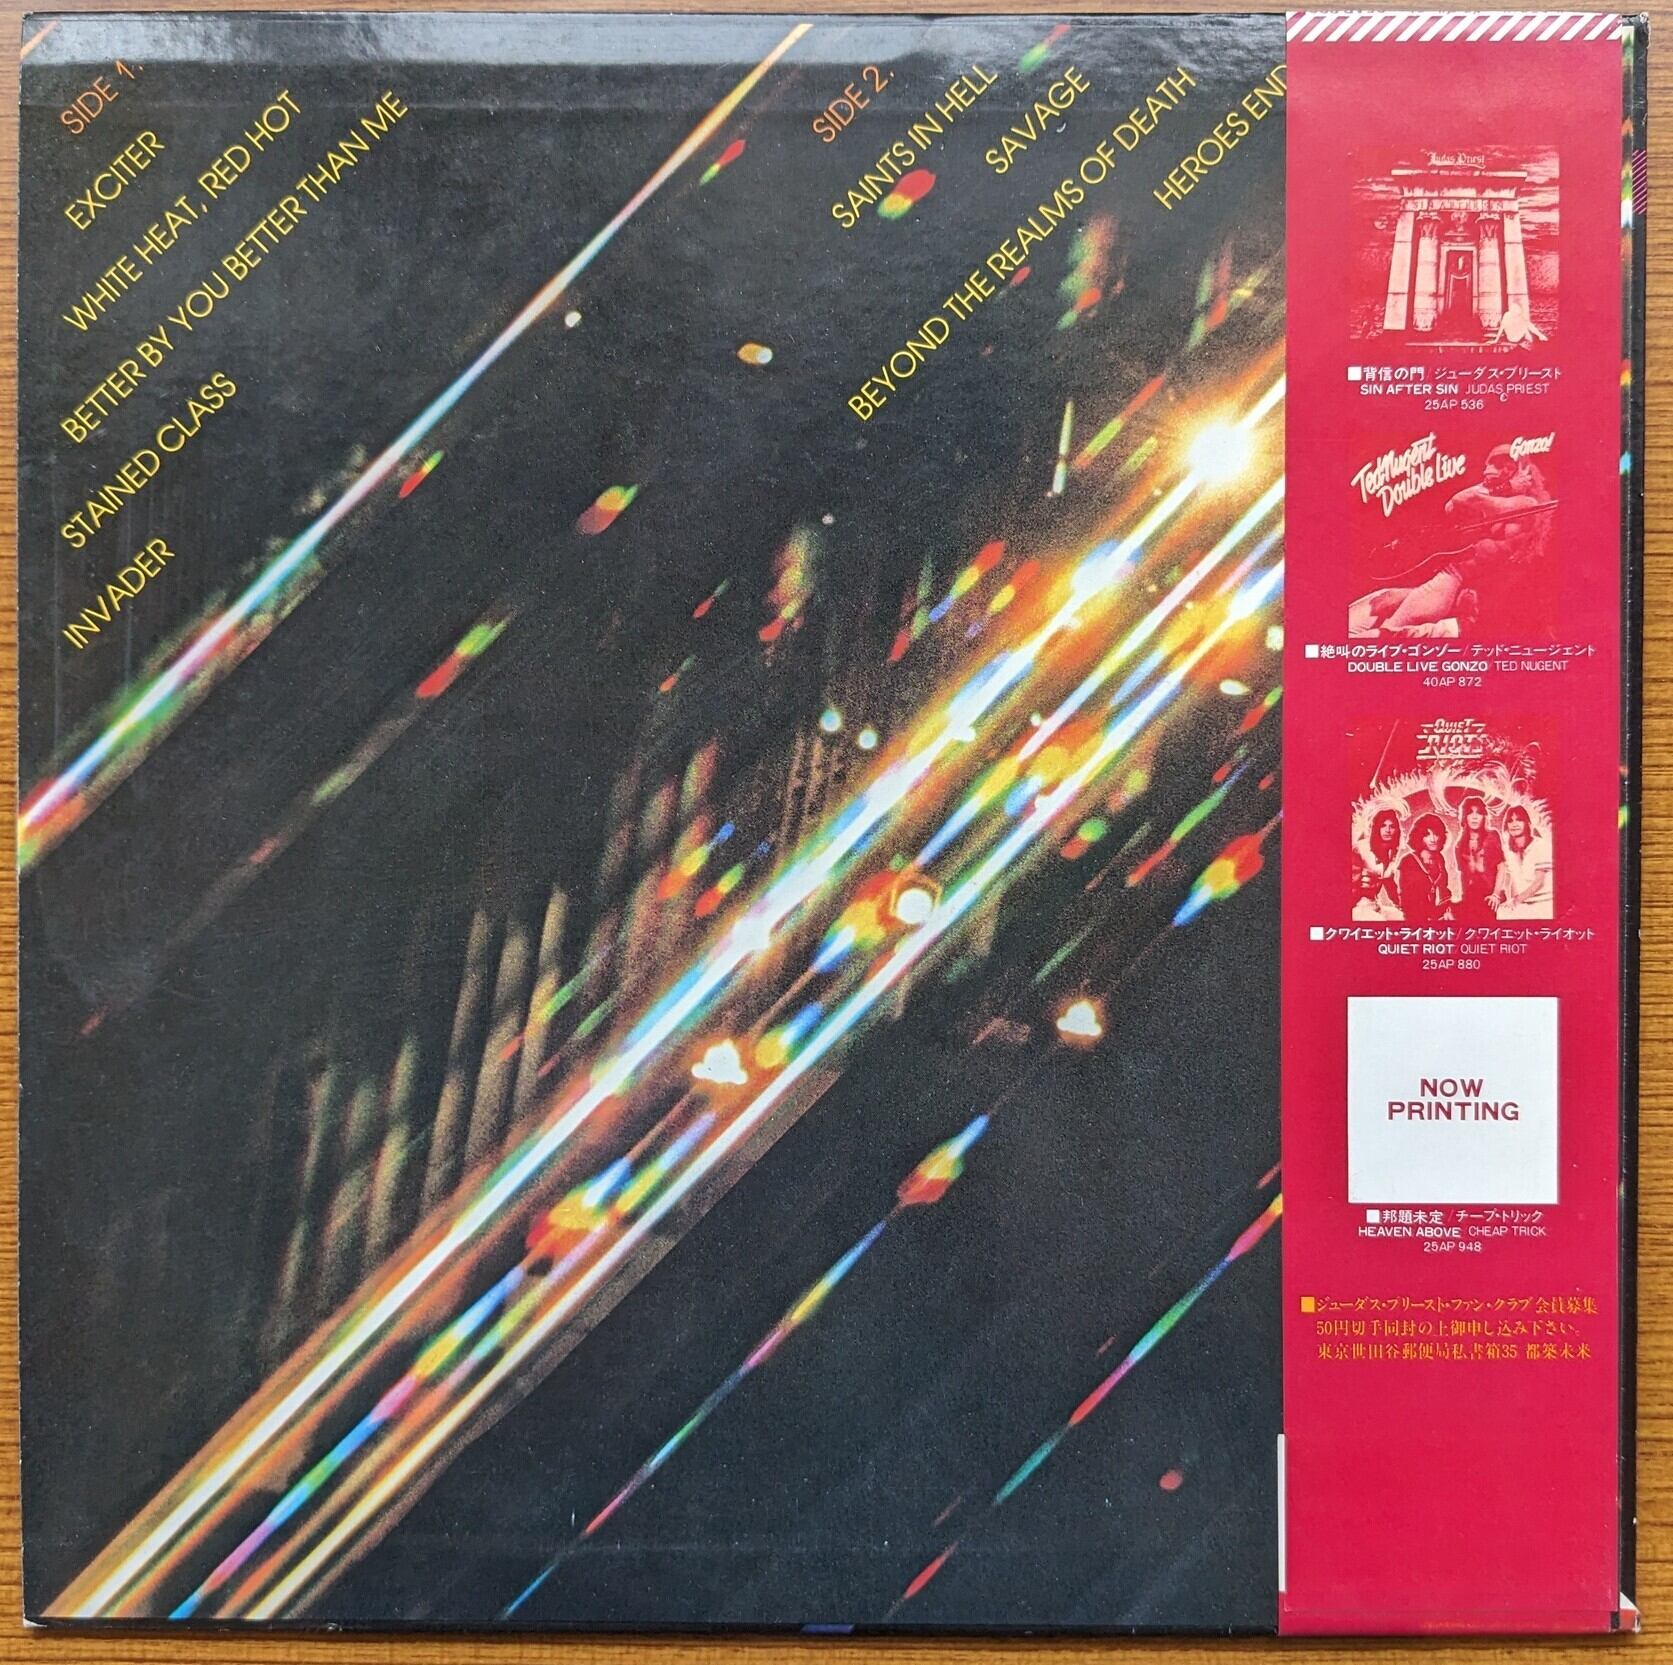 SIDE 1.
EXCITER
WHITE HEAT, RED HOT
BETTER BY YOU BETTER THAN ME
STAINED CLASS
INVADER
SIDE 2.
SAINTS IN HELL
SAVAGE
BEYOND THE REALMS OF DEATH
HEROES END
Judas Priest
SIN AFTER SIN
■背信の門/ジューダス・プリースト
SIN AFTER SIN JUDAS PRIEST
25AP 536
Ted Nugent
Double Live
Gonzo!
■絶叫のライブ・ゴンゾー/テッド・ニュージェント
DOUBLE LIVE GONZO/TED NUGENT
40AP 872
QUIET
RIOT
■クワイエット・ライオット/クワイエット・ライオット
QUIET RIOT/QUIET RIOT
25AP 880
NOW
PRINTING
■邦題未定/チープ・トリック
HEAVEN ABOVE/CHEAP TRICK
25AP 948
■ジューダス・プリースト・ファン・クラブ会員募集
50円切手同封の上御申し込み下さい。
東京世田谷郵便局私書箱35 都築未来